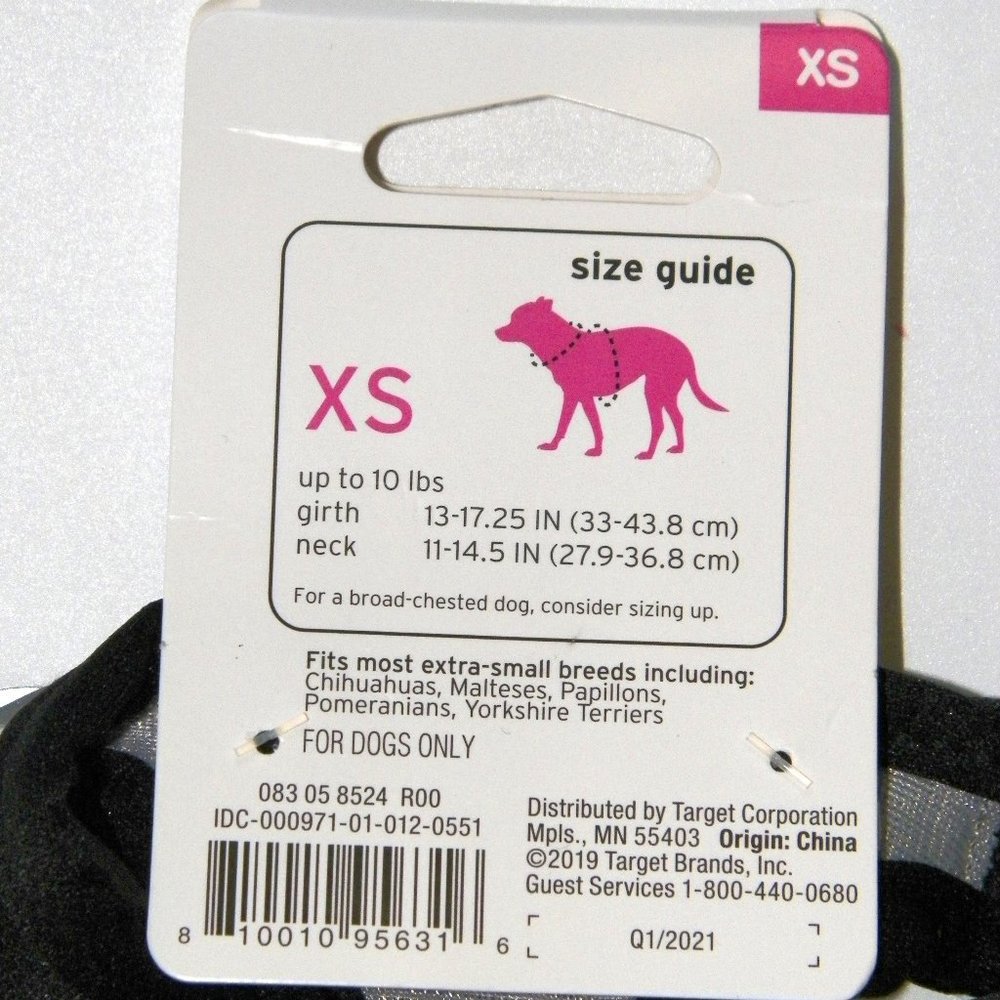 XS
size guide
XS
up to 10 lbs
girth 13-17.25 IN (33-43.8 cm)
neck 11-14.5 IN (27.9-36.8 cm)
For a broad-chested dog, consider sizing up.
Fits most extra-small breeds including:
Chihuahuas, Malteses, Papillons,
Pomeranians, Yorkshire Terriers
FOR DOGS ONLY
083 05 8524 R00
IDC-000971-01-012-0551
8 10010 95631 6
Distributed by Target Corporation
Mpls., MN 55403 Origin: China
©2019 Target Brands, Inc.
Guest Services 1-800-440-0680
Q1/2021